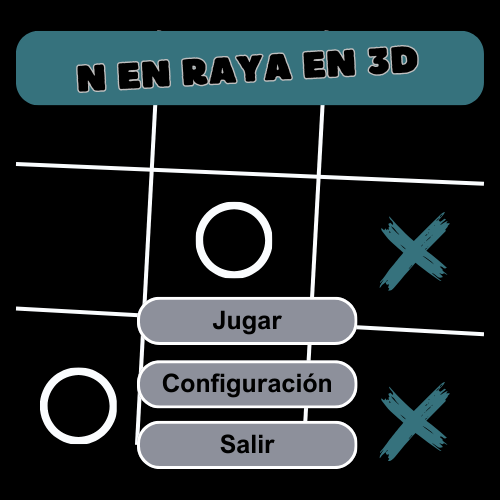 N EN RAYA EN 3D
Jugar
Configuración
Salir